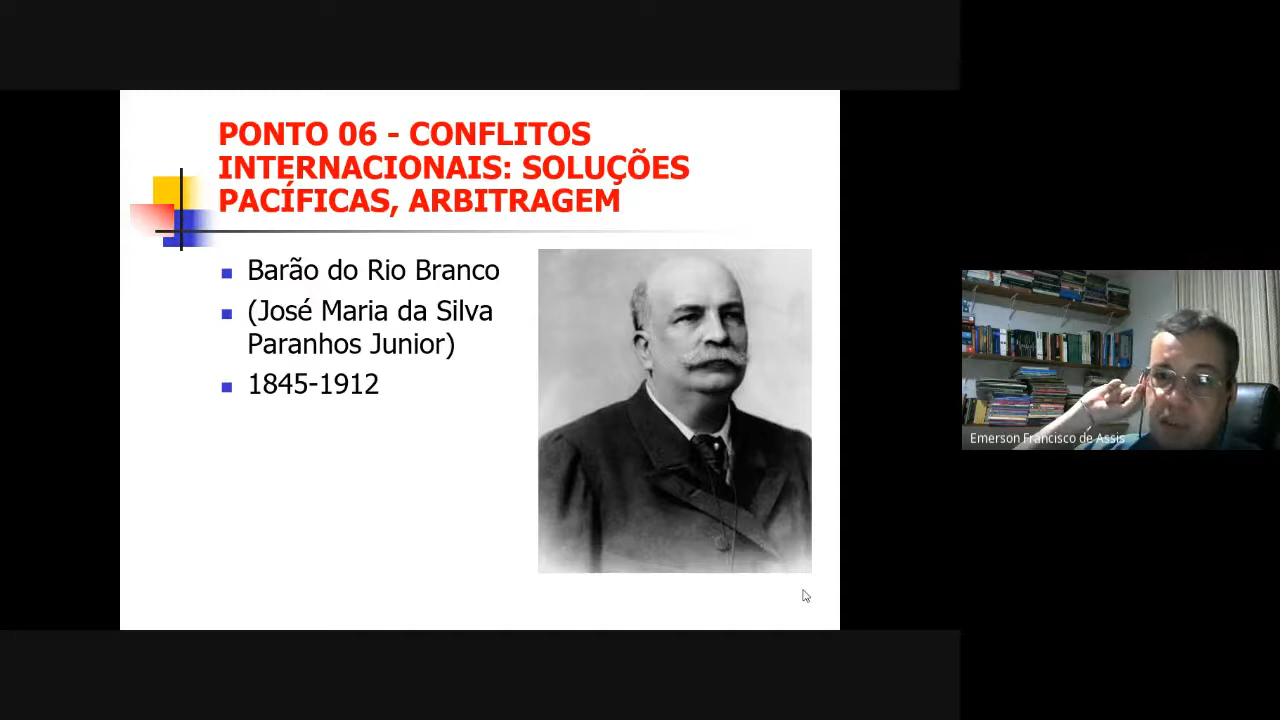 PONTO 06 - CONFLITOS
INTERNACIONAIS: SOLUÇÕES
PACÍFICAS, ARBITRAGEM
Barão do Rio Branco
(José Maria da Silva
Paranhos Junior)
1845-1912
Emerson Francisco de Assis